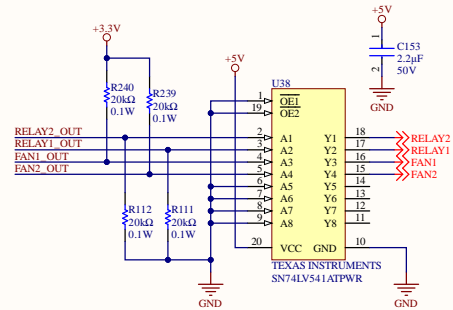 +5V
+3.3V
1
C153
2.2µF
50V
2
GND
+5V
R240
20kΩ
0.1W
R239
20kΩ
0.1W
U38
1 OE1
19 OE2
RELAY2_OUT 2 A1 Y1 18 RELAY2
RELAY1_OUT 3 A2 Y2 17 RELAY1
FAN1_OUT 4 A3 Y3 16 FAN1
FAN2_OUT 5 A4 Y4 15 FAN2
6 A5 Y5 14
7 A6 Y6 13
8 A7 Y7 12
9 A8 Y8 11
R112
20kΩ
0.1W
R111
20kΩ
0.1W
20 VCC GND 10
TEXAS INSTRUMENTS
SN74LV541ATPWR
GND
GND